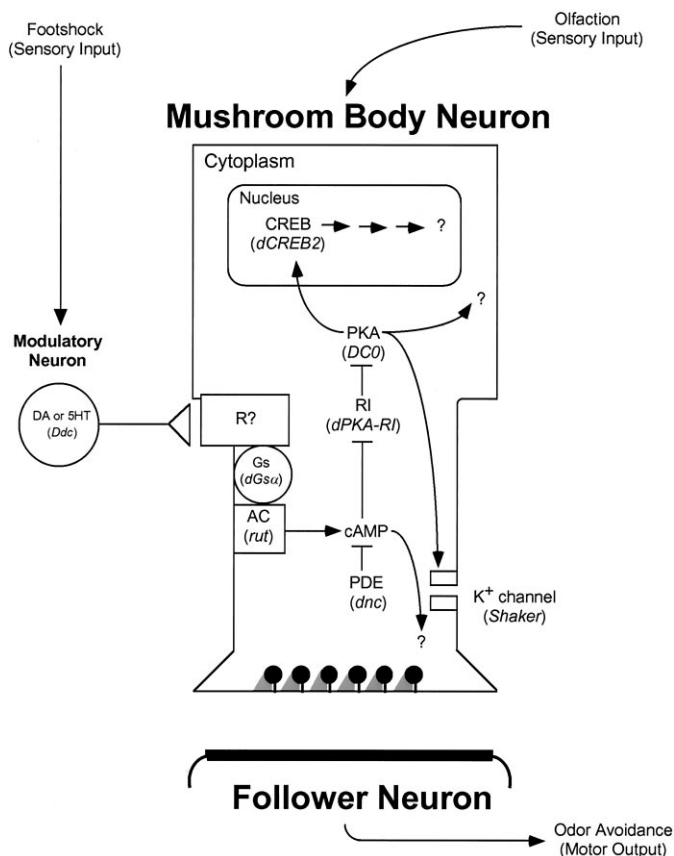 Footshock
(Sensory Input)
Olfaction
(Sensory Input)
Mushroom Body Neuron
Cytoplasm
Nucleus
CREB
(dCREB2)
?
?
PKA
(DC0)
Modulatory
Neuron
DA or 5HT
(Ddc)
R?
RI
(dPKA-RI)
Gs
(dGsα)
AC
(rut)
cAMP
PDE
(dnc)
K+ channel
(Shaker)
?
Follower Neuron
Odor Avoidance
(Motor Output)